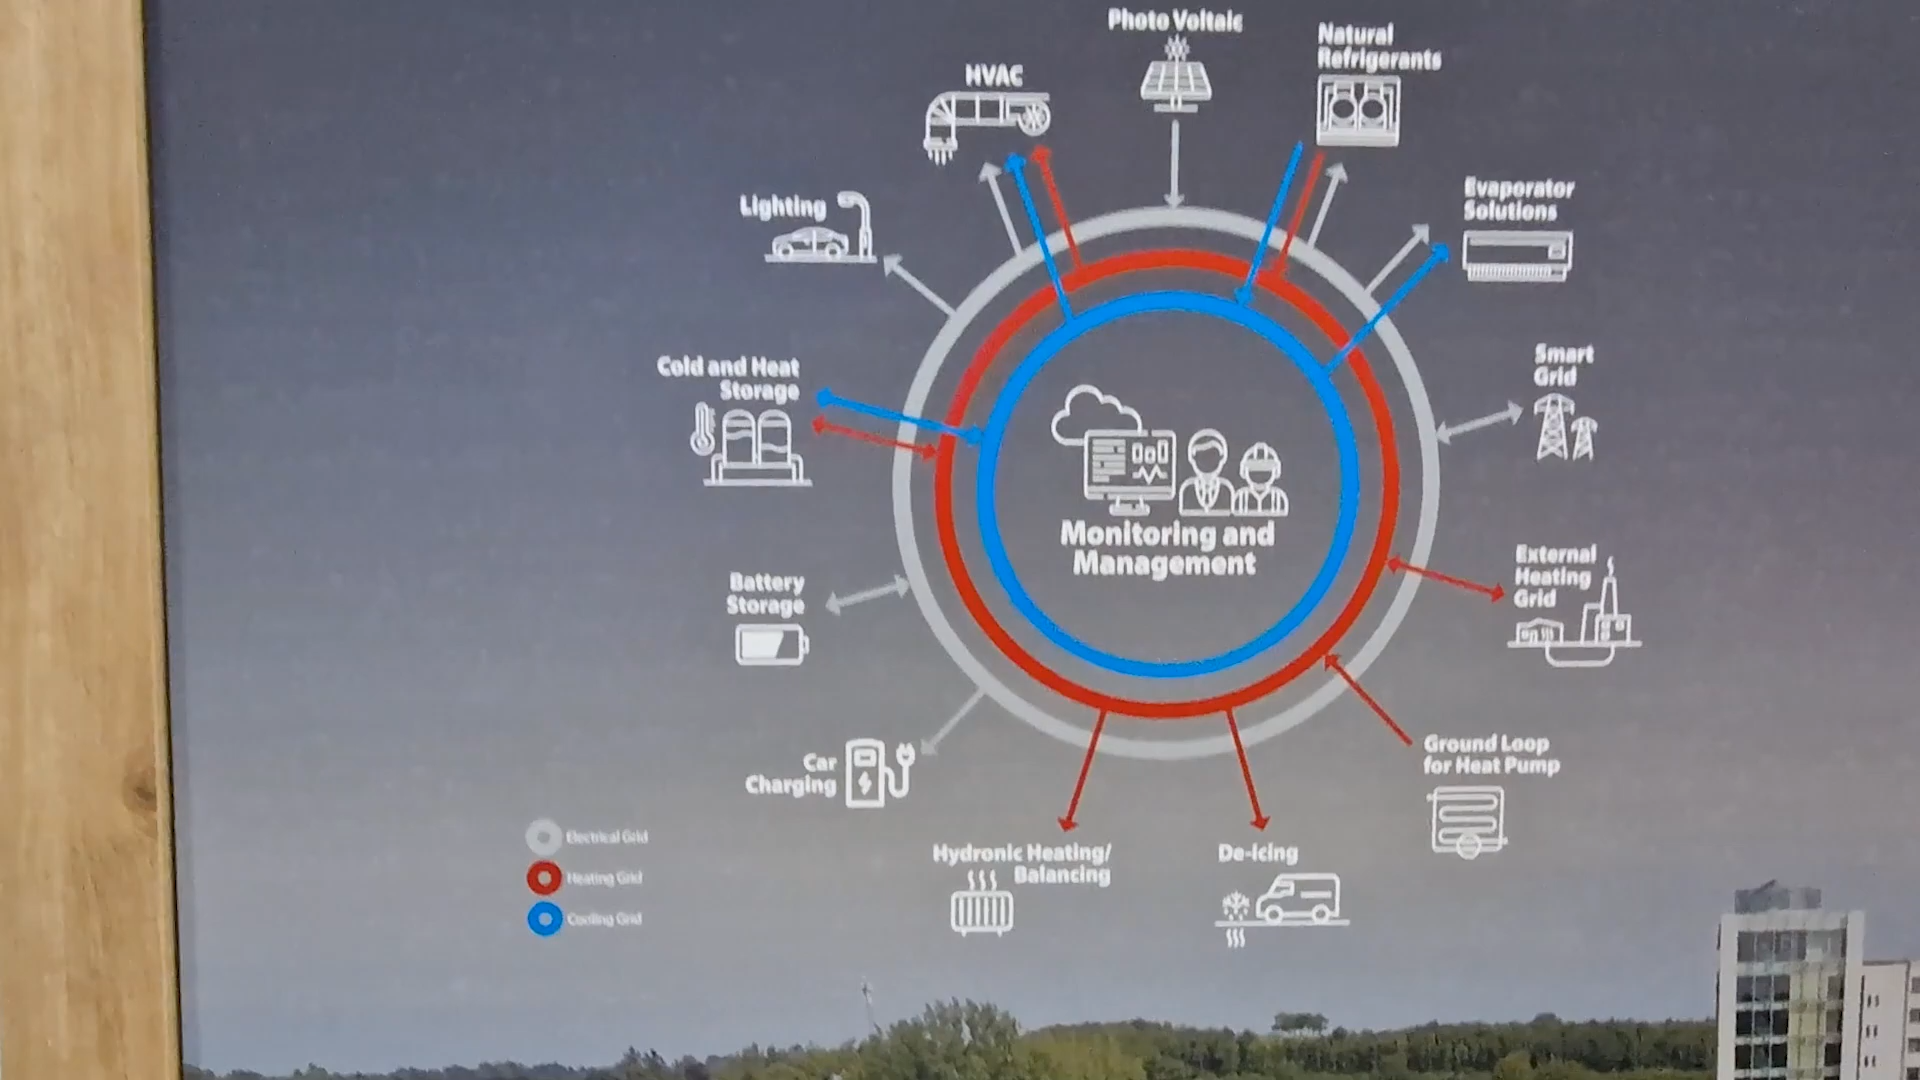 Photo Voltaic
Natural
Refrigerants
HVAC
Evaporator
Solutions
Lighting
Smart
Grid
Cold and Heat
Storage
Monitoring and
Management
External
Heating
Grid
Battery
Storage
Ground Loop
for Heat Pump
Car
Charging
Hydronic Heating/
Balancing
De-icing
Electrical Grid
Heating Grid
Cooling Grid